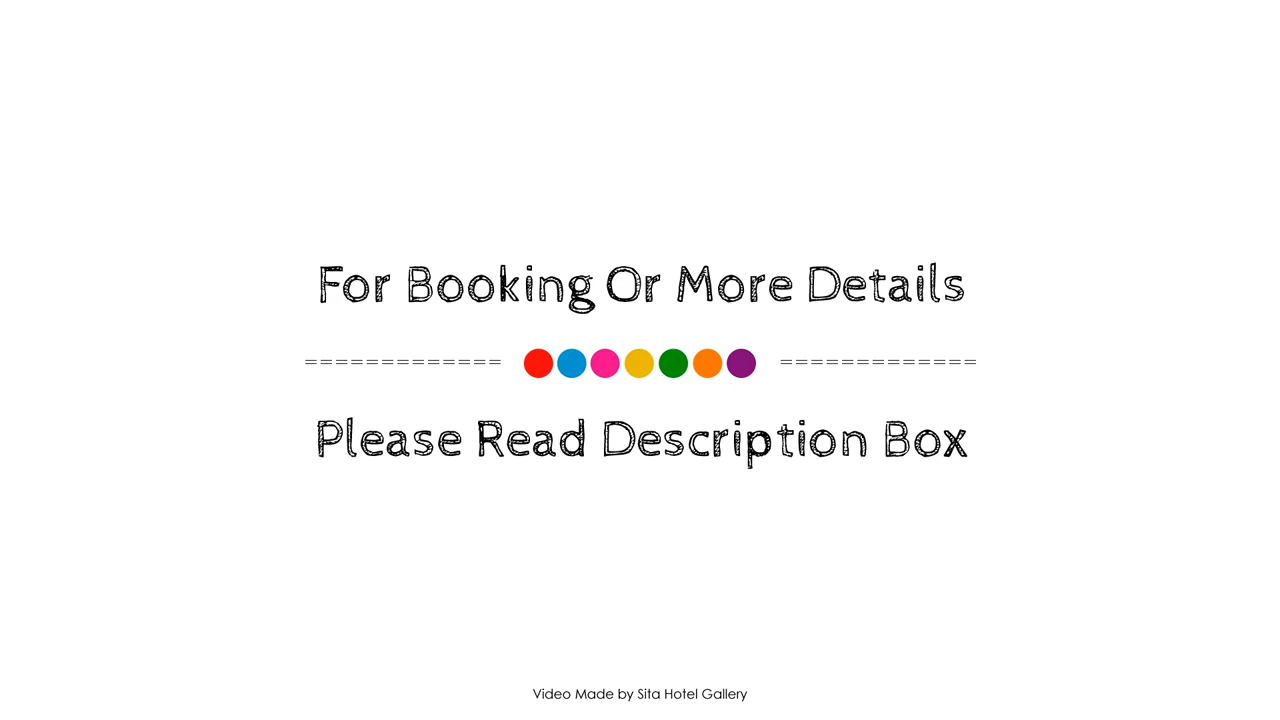 For Booking Or More Details
============= =============
Please Read Description Box
Video Made by Sita Hotel Gallery